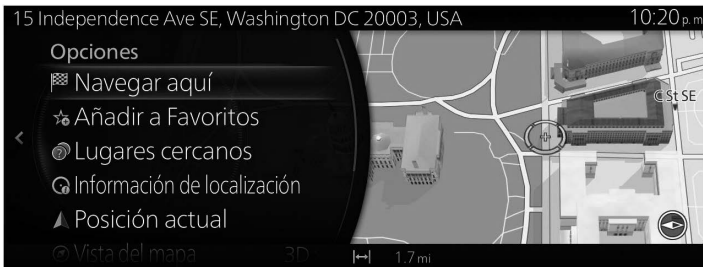 15 Independence Ave SE, Washington DC 20003, USA 10:20 p.m
Opciones
Navegar aquí
Añadir a Favoritos
Lugares cercanos
Información de localización
Posición actual
Vista del mapa 3D
C St SE
1.7 mi